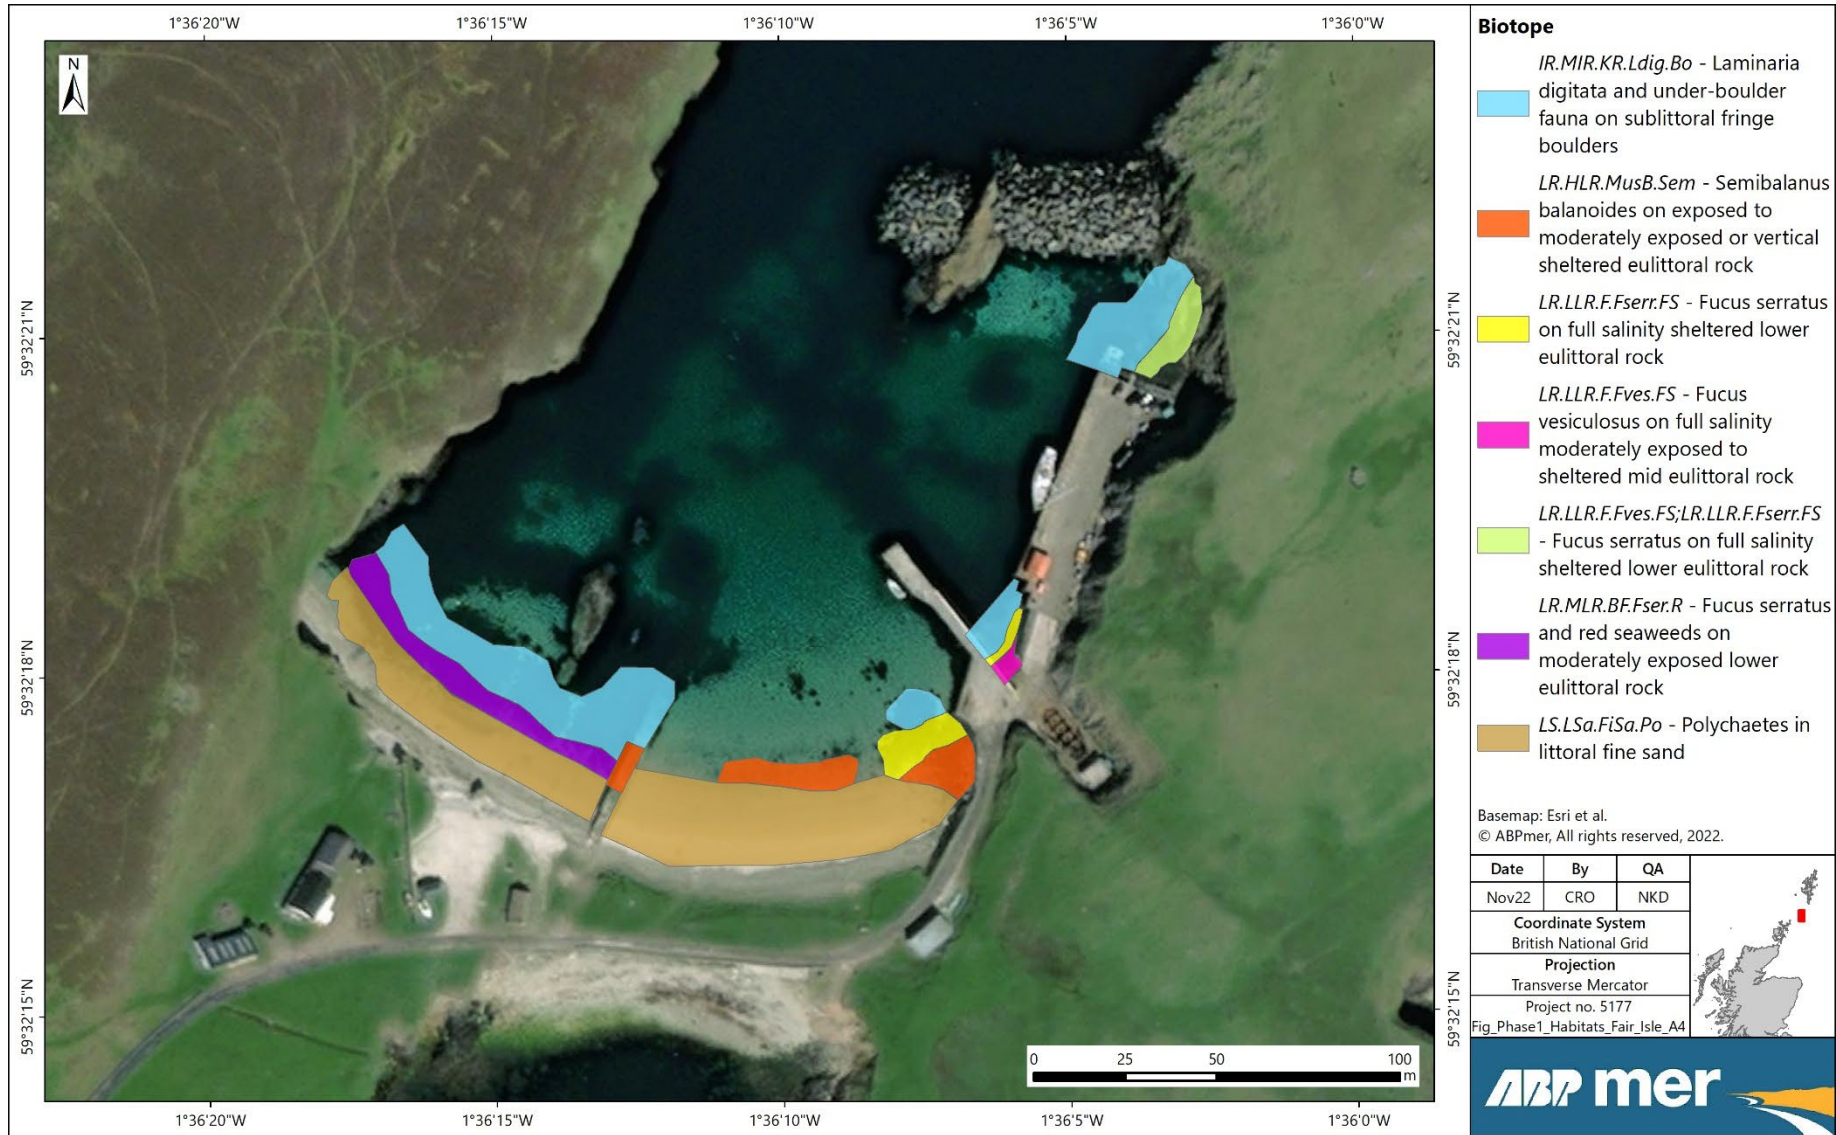 1°36'20"W 1°36'15"W 1°36'10"W 1°36'5"W 1°36'0"W
N
59°32'21"N
59°32'21"N
59°32'18"N
59°32'18"N
59°32'15"N
59°32'15"N
0 25 50 100
m
1°36'20"W 1°36'15"W 1°36'10"W 1°36'5"W 1°36'0"W
Biotope
IR.MIR.KR.Ldig.Bo - Laminaria
digitata and under-boulder
fauna on sublittoral fringe
boulders
LR.HLR.MusB.Sem - Semibalanus
balanoides on exposed to
moderately exposed or vertical
sheltered eulittoral rock
LR.LLR.F.Fserr.FS - Fucus serratus
on full salinity sheltered lower
eulittoral rock
LR.LLR.F.Fves.FS - Fucus
vesiculosus on full salinity
moderately exposed to
sheltered mid eulittoral rock
LR.LLR.F.Fves.FS;LR.LLR.F.Fserr.FS
- Fucus serratus on full salinity
sheltered lower eulittoral rock
LR.MLR.BF.Fser.R - Fucus serratus
and red seaweeds on
moderately exposed lower
eulittoral rock
LS.LSa.FiSa.Po - Polychaetes in
littoral fine sand
Basemap: Esri et al.
© ABPmer, All rights reserved, 2022.
Date By QA
Nov22 CRO NKD
Coordinate System
British National Grid
Projection
Transverse Mercator
Project no. 5177
Fig_Phase1_Habitats_Fair_Isle_A4
ABPmer